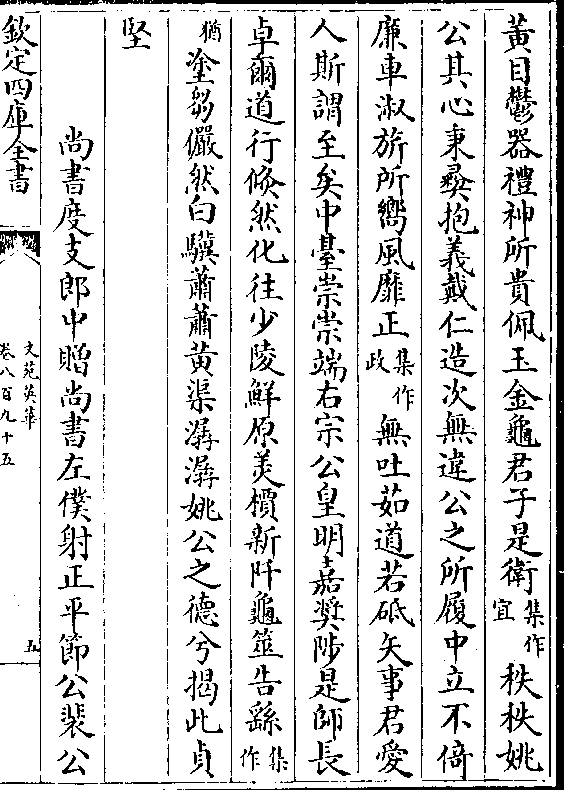 黃目鬱器禮神所貴佩玉金龜君子是衛集作宜秩秩姚
公其心秉彞抱義戴仁造次無違公之所履中立不倚
廉車淑旂所嚮風靡正集作政無吐茹道若砥矢事君愛
人斯謂至矣中臺崇崇端右宗公皇明嘉奬陟是師長
卓爾道行倏然化往少陵鮮原美檟新阡龜筮告繇集作
猶塗芻儼然白驥蕭蕭黃渠潺潺姚公之德兮揭此貞
堅
尚書度支郎中贈尚書左僕射正平節公裴公
欽定四庫全書
文苑英華
卷八百九十五
五